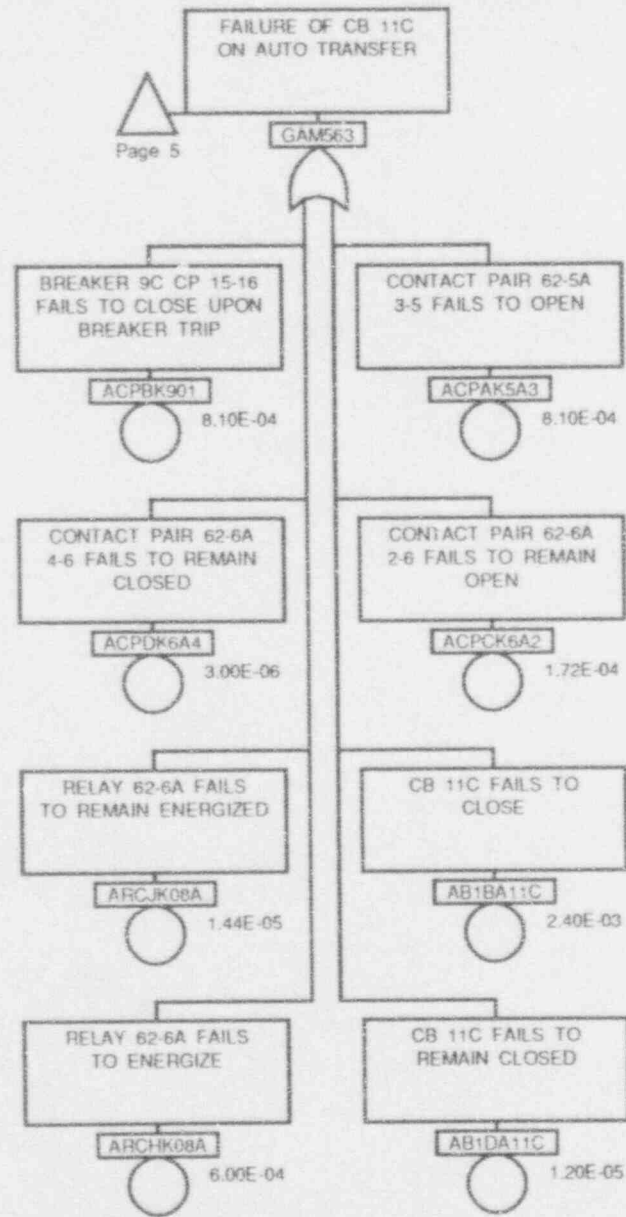 FAILURE OF CB 11C
ON AUTO TRANSFER
Page 5
GAM563
BREAKER 9C CP 15-16
FAILS TO CLOSE UPON
BREAKER TRIP
ACPBK901
8.10E-04
CONTACT PAIR 62-5A
3-5 FAILS TO OPEN
ACPAK5A3
8.10E-04
CONTACT PAIR 62-6A
4-6 FAILS TO REMAIN
CLOSED
ACPDK6A4
3.00E-06
CONTACT PAIR 62-6A
2-6 FAILS TO REMAIN
OPEN
ACPCK6A2
1.72E-04
RELAY 62-6A FAILS
TO REMAIN ENERGIZED
ARCJK08A
1.44E-05
CB 11C FAILS TO
CLOSE
AB1BA11C
2.40E-03
RELAY 62-6A FAILS
TO ENERGIZE
ARCHK08A
6.00E-04
CB 11C FAILS TO
REMAIN CLOSED
AB1DA11C
1.20E-05